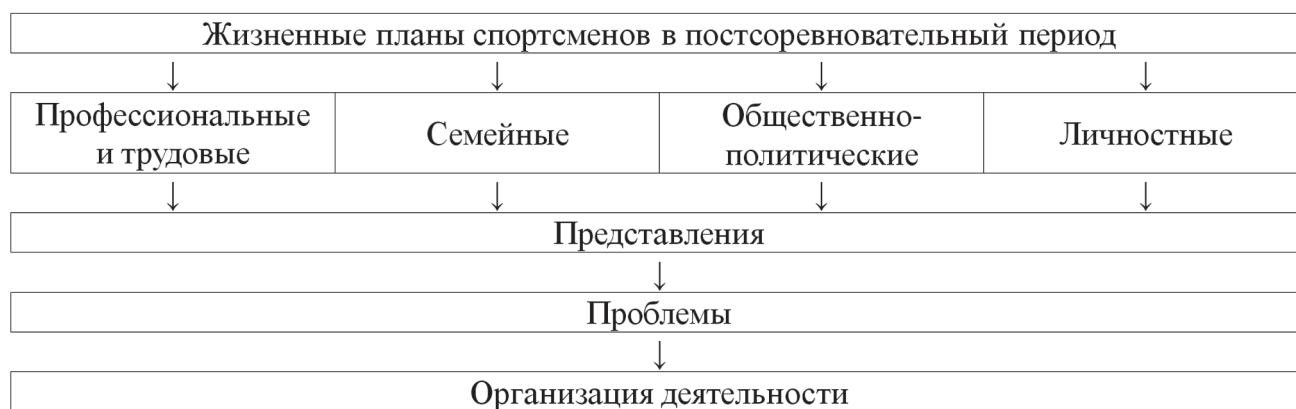 Жизненные планы спортсменов в постсоревновательный период
↓ ↓ ↓ ↓
Профессиональные
и трудовые
Семейные
Общественно-
политические
Личностные
↓ ↓ ↓ ↓
Представления
↓
Проблемы
↓
Организация деятельности